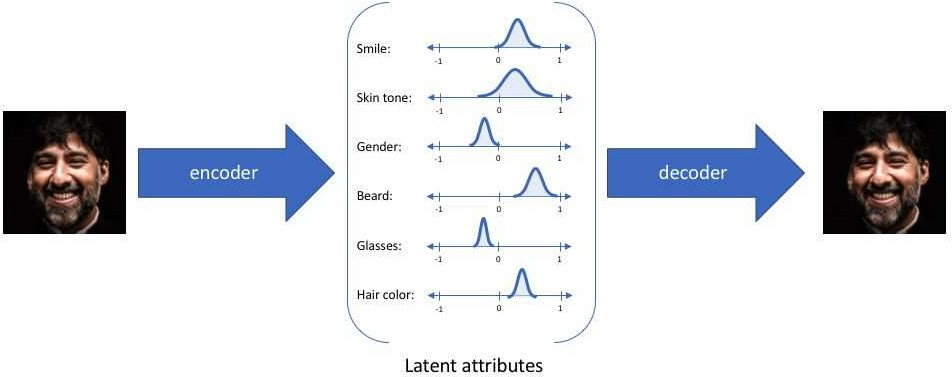 Smile:
-1 0 1
Skin tone:
-1 0 1
Gender:
-1 0 1
encoder
decoder
Beard:
-1 0 1
Glasses:
-1 0 1
Hair color:
-1 0 1
Latent attributes